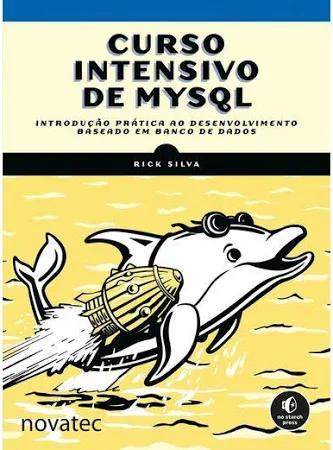 CURSO
INTENSIVO
DE MYSQL
INTRODUÇÃO PRÁTICA AO DESENVOLVIMENTO
BASEADO EM BANCO DE DADOS
RICK SILVA
novatec
no starch
press